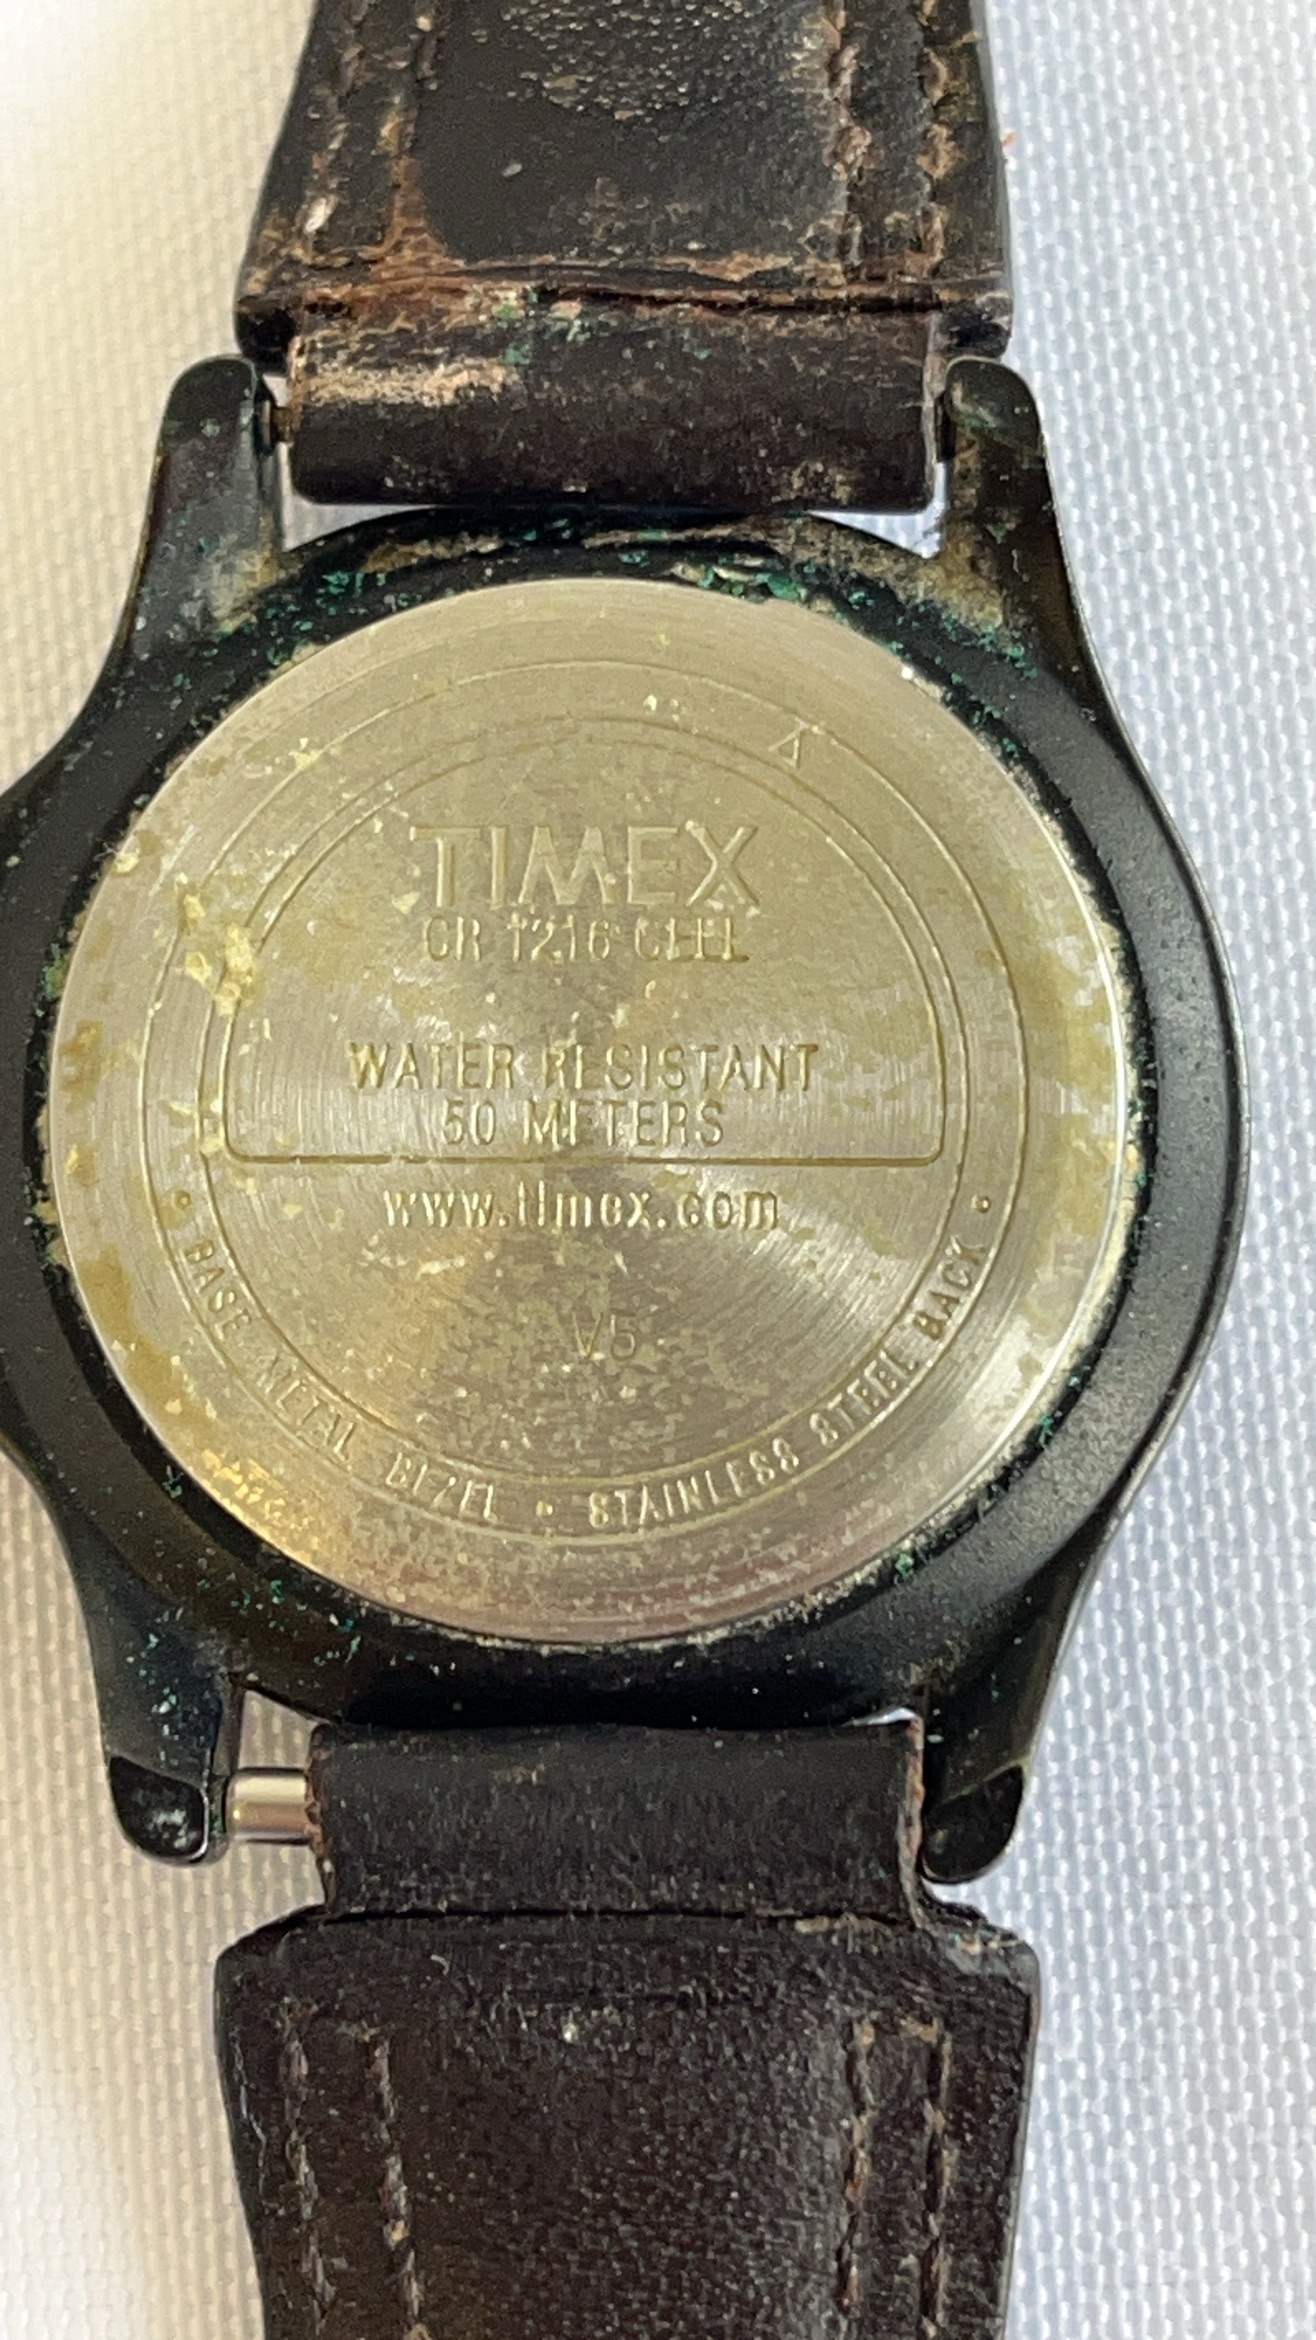 TIMEX
CR 1216 CELL
WATER RESISTANT
50 METERS
www.timex.com
V5
• BASE METAL BEZEL • STAINLESS STEEL BACK •